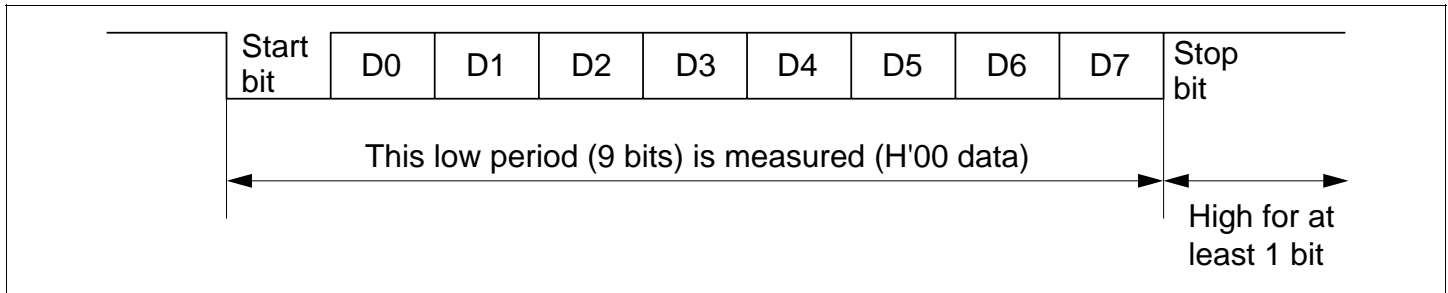 Start bit
D0 D1 D2 D3 D4 D5 D6 D7
Stop bit
This low period (9 bits) is measured (H'00 data)
High for at
least 1 bit